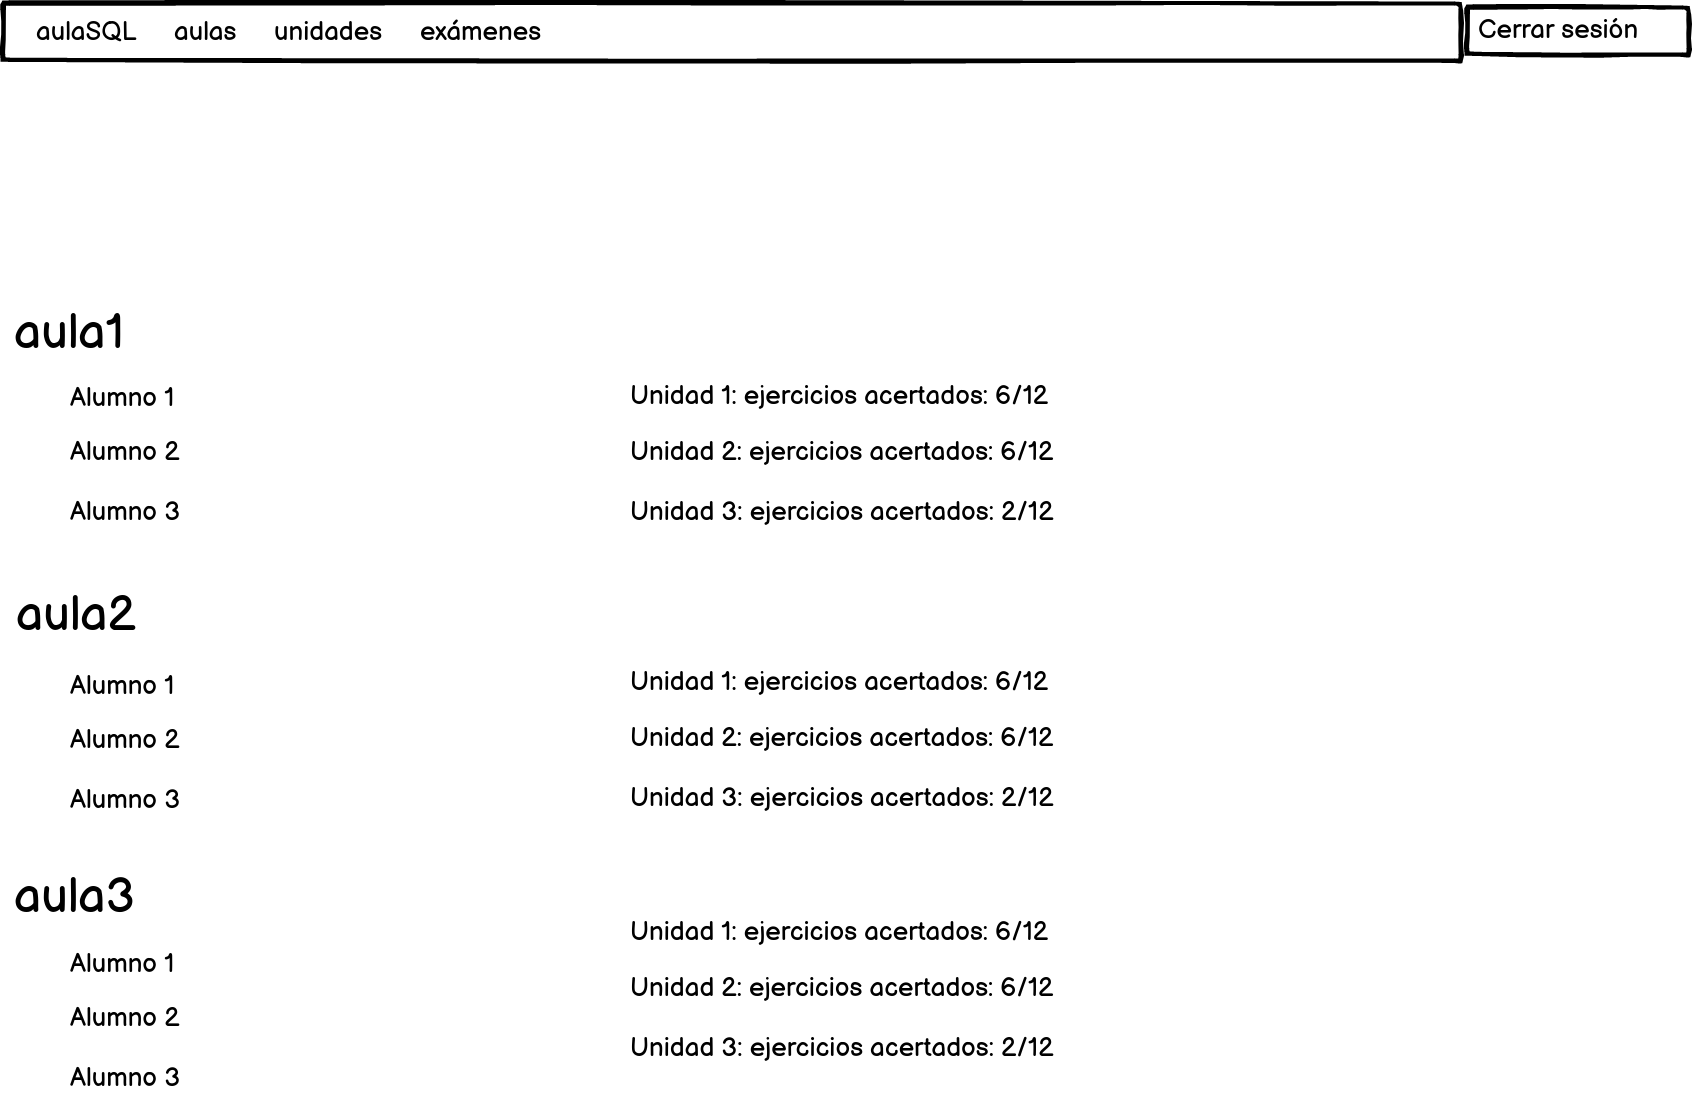 aulaSQL aulas unidades exámenes Cerrar sesión
aula1
Alumno 1 Unidad 1: ejercicios acertados: 6/12
Alumno 2 Unidad 2: ejercicios acertados: 6/12
Alumno 3 Unidad 3: ejercicios acertados: 2/12
aula2
Alumno 1 Unidad 1: ejercicios acertados: 6/12
Alumno 2 Unidad 2: ejercicios acertados: 6/12
Alumno 3 Unidad 3: ejercicios acertados: 2/12
aula3
Unidad 1: ejercicios acertados: 6/12
Alumno 1
Unidad 2: ejercicios acertados: 6/12
Alumno 2
Unidad 3: ejercicios acertados: 2/12
Alumno 3